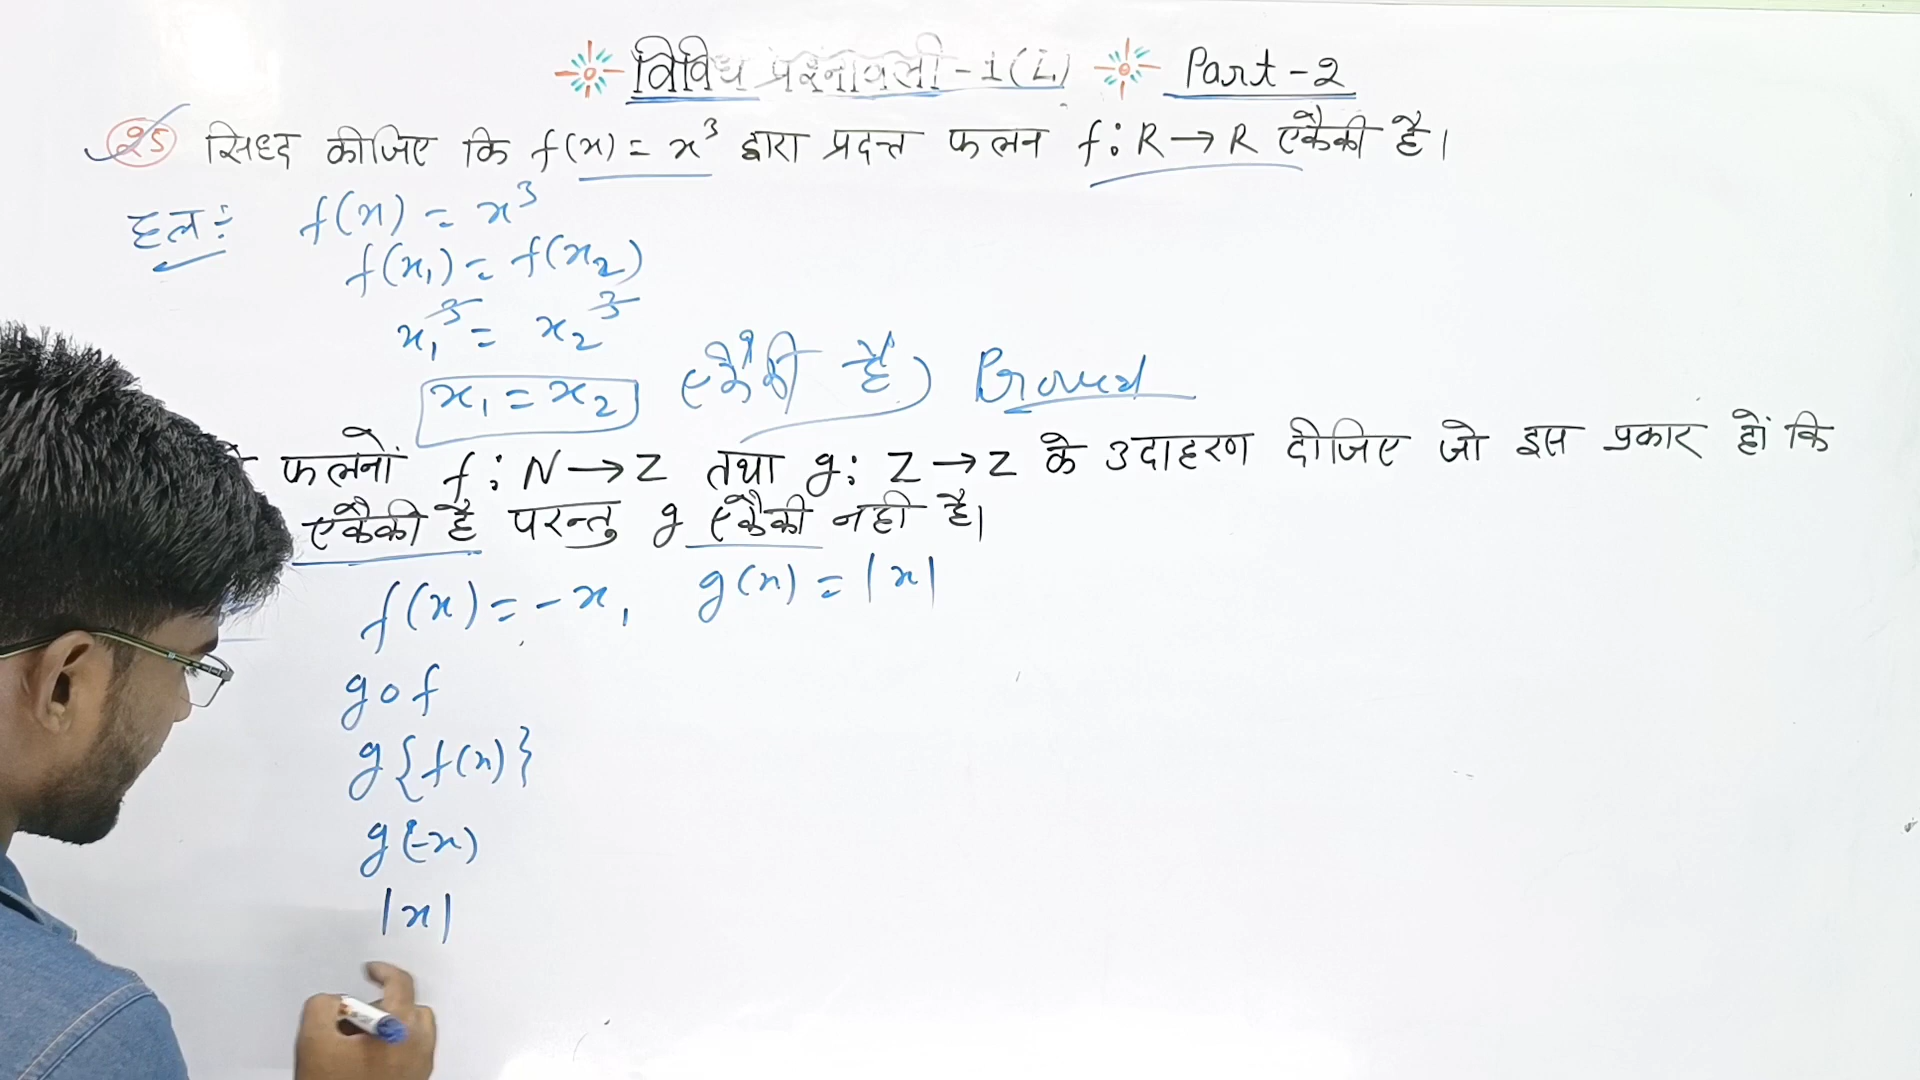 विविध प्रश्नावली-1(L) Part-2
25 सिध्द कीजिए कि f(x) = x³ द्वारा प्रदत्त फलन f: R→R एकैकी है।
हल÷ f(x) = x³
f(x₁) = f(x₂)
x₁³ = x₂³
x₁ = x₂ (एकैकी है) Proved
फलनों f: N→Z तथा g: Z→Z के उदाहरण दीजिए जो इस प्रकार हों कि
एकैकी है परन्तु g एकैकी नही है।
f(x) = -x, g(x) = |x|
gof
g{f(x)}
g(-x)
|x|